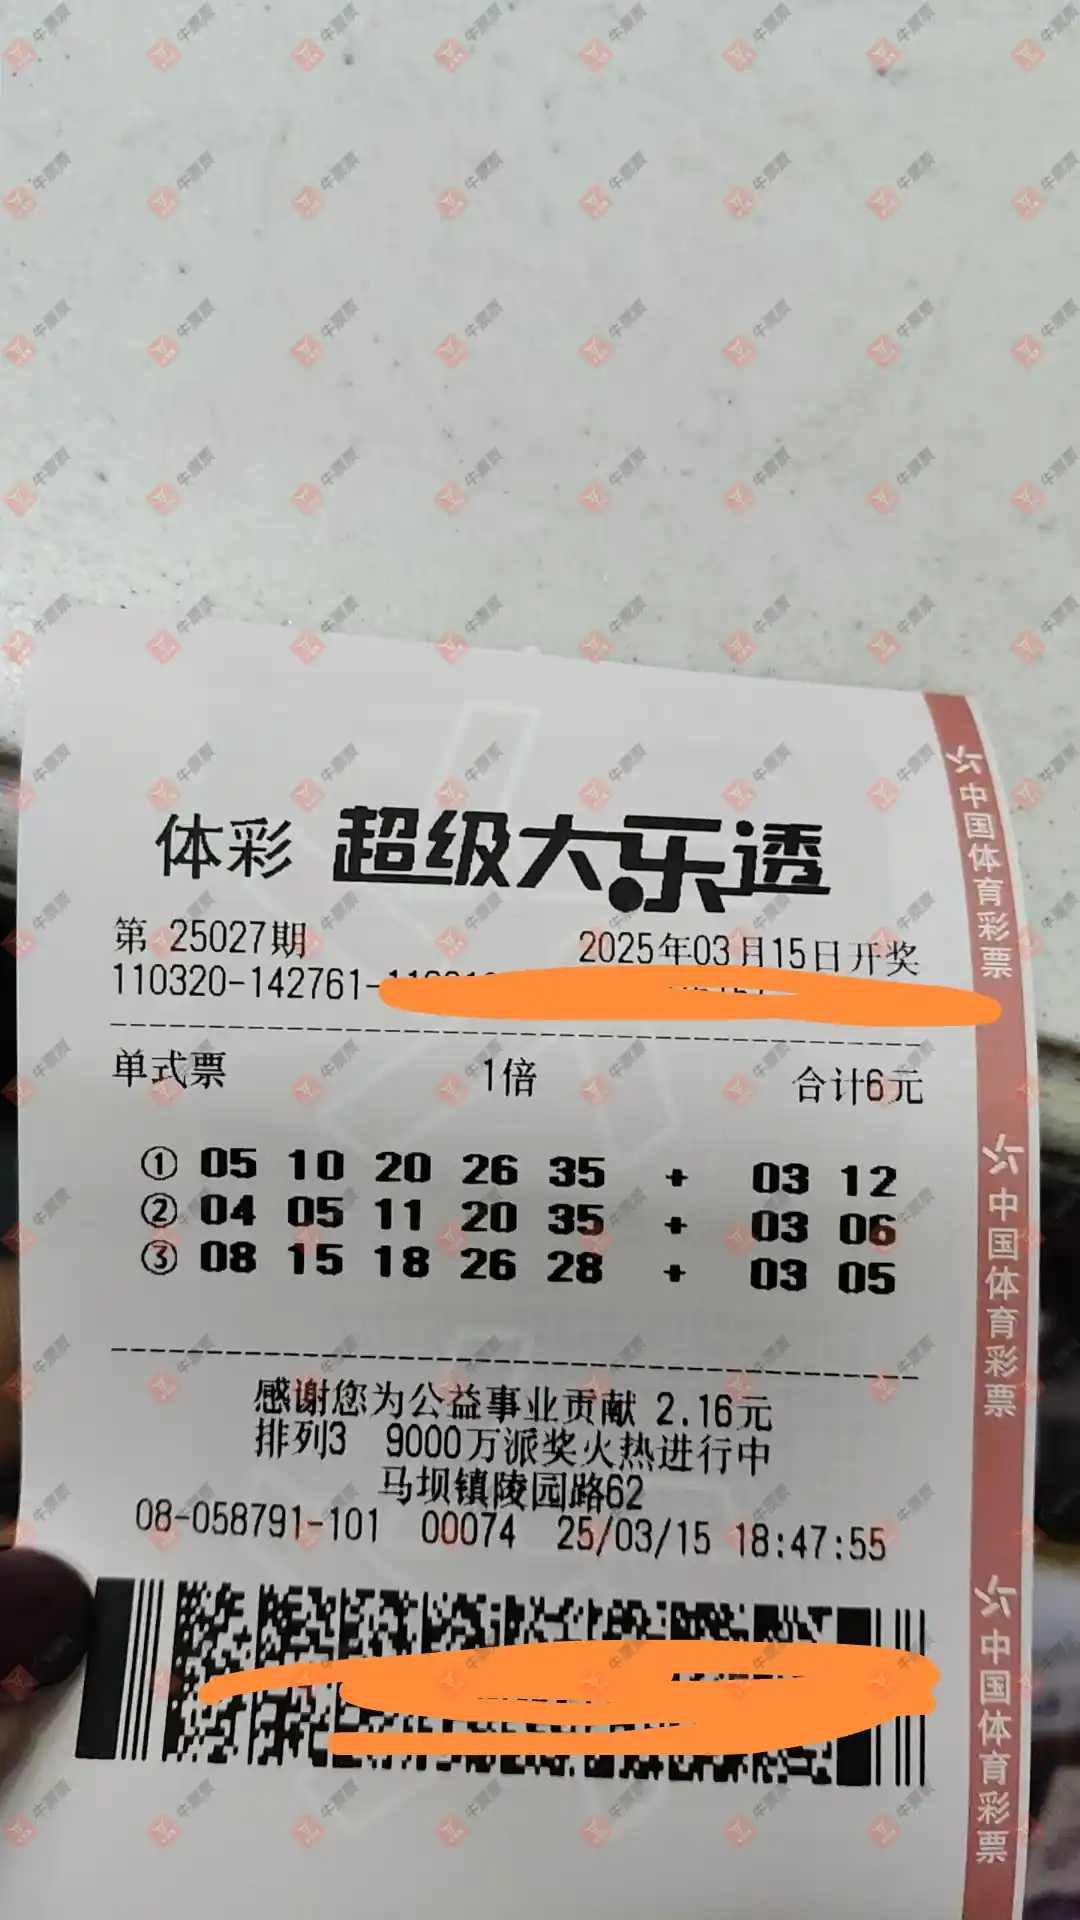 体彩 超级大乐透
第 25027期 2025年03月15日开奖
110320-142761-
单式票 1倍 合计6元
① 05 10 20 26 35 + 03 12
② 04 05 11 20 35 + 03 06
③ 08 15 18 26 28 + 03 05
感谢您为公益事业贡献 2.16元
排列3 9000万派奖火热进行中
马坝镇陵园路62
08-058791-101 00074 25/03/15 18:47:55
中国体育彩票
中国体育彩票
中国体育彩票
牛票票